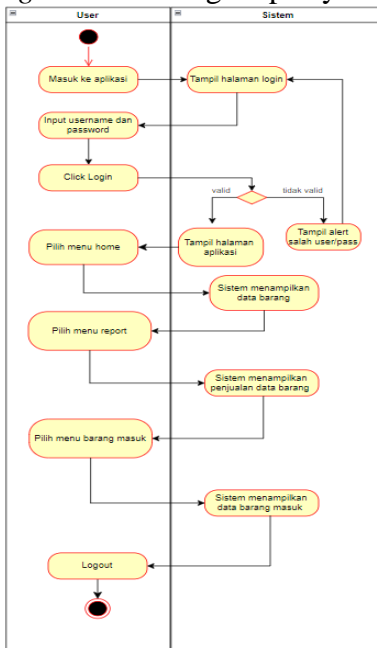 User
Sistem
Masuk ke aplikasi
Tampil halaman login
Input username dan
password
Click Login
valid
tidak valid
Tampil alert
salah user/pass
Tampil halaman
aplikasi
Pilih menu home
Sistem menampilkan
data barang
Pilih menu report
Sistem menampilkan
penjualan data barang
Pilih menu barang masuk
Sistem menampilkan
data barang masuk
Logout